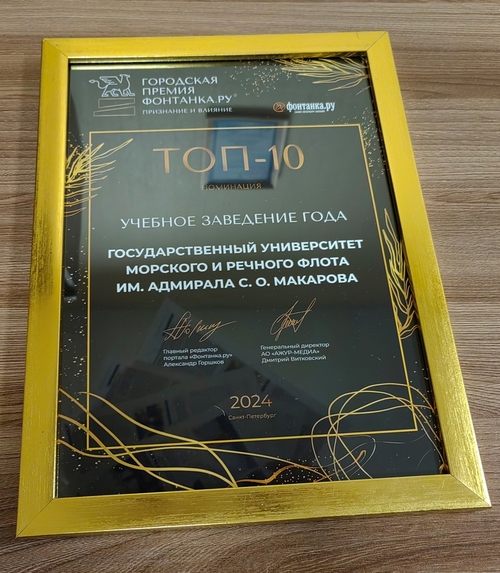 ГОРОДСКАЯ
ПРЕМИЯ
ФОНТАНКА.РУ®
ПРИЗНАНИЕ И ВЛИЯНИЕ
фонтанка.ру
ТОП-10
НОМИНАЦИЯ
УЧЕБНОЕ ЗАВЕДЕНИЕ ГОДА
ГОСУДАРСТВЕННЫЙ УНИВЕРСИТЕТ
МОРСКОГО И РЕЧНОГО ФЛОТА
ИМ. АДМИРАЛА С. О. МАКАРОВА
Главный редактор
портала «Фонтанка.ру»
Александр Горшков
Генеральный директор
АО «АЖУР-МЕДИА»
Дмитрий Витковский
2024
Санкт-Петербург